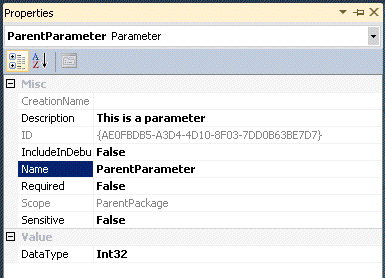 Properties
ParentParameter Parameter
Misc
CreationName
Description This is a parameter
ID {AE0FBDB5-A3D4-4D10-8F03-7DD0B63BE7D7}
IncludeInDebu False
Name ParentParameter
Required False
Scope ParentPackage
Sensitive False
Value
DataType Int32